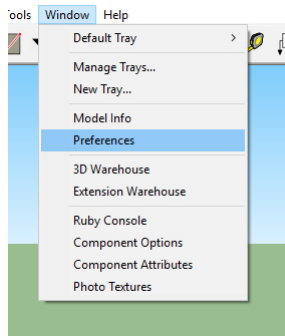 Tools Window Help
Default Tray
Manage Trays...
New Tray...
Model Info
Preferences
3D Warehouse
Extension Warehouse
Ruby Console
Component Options
Component Attributes
Photo Textures